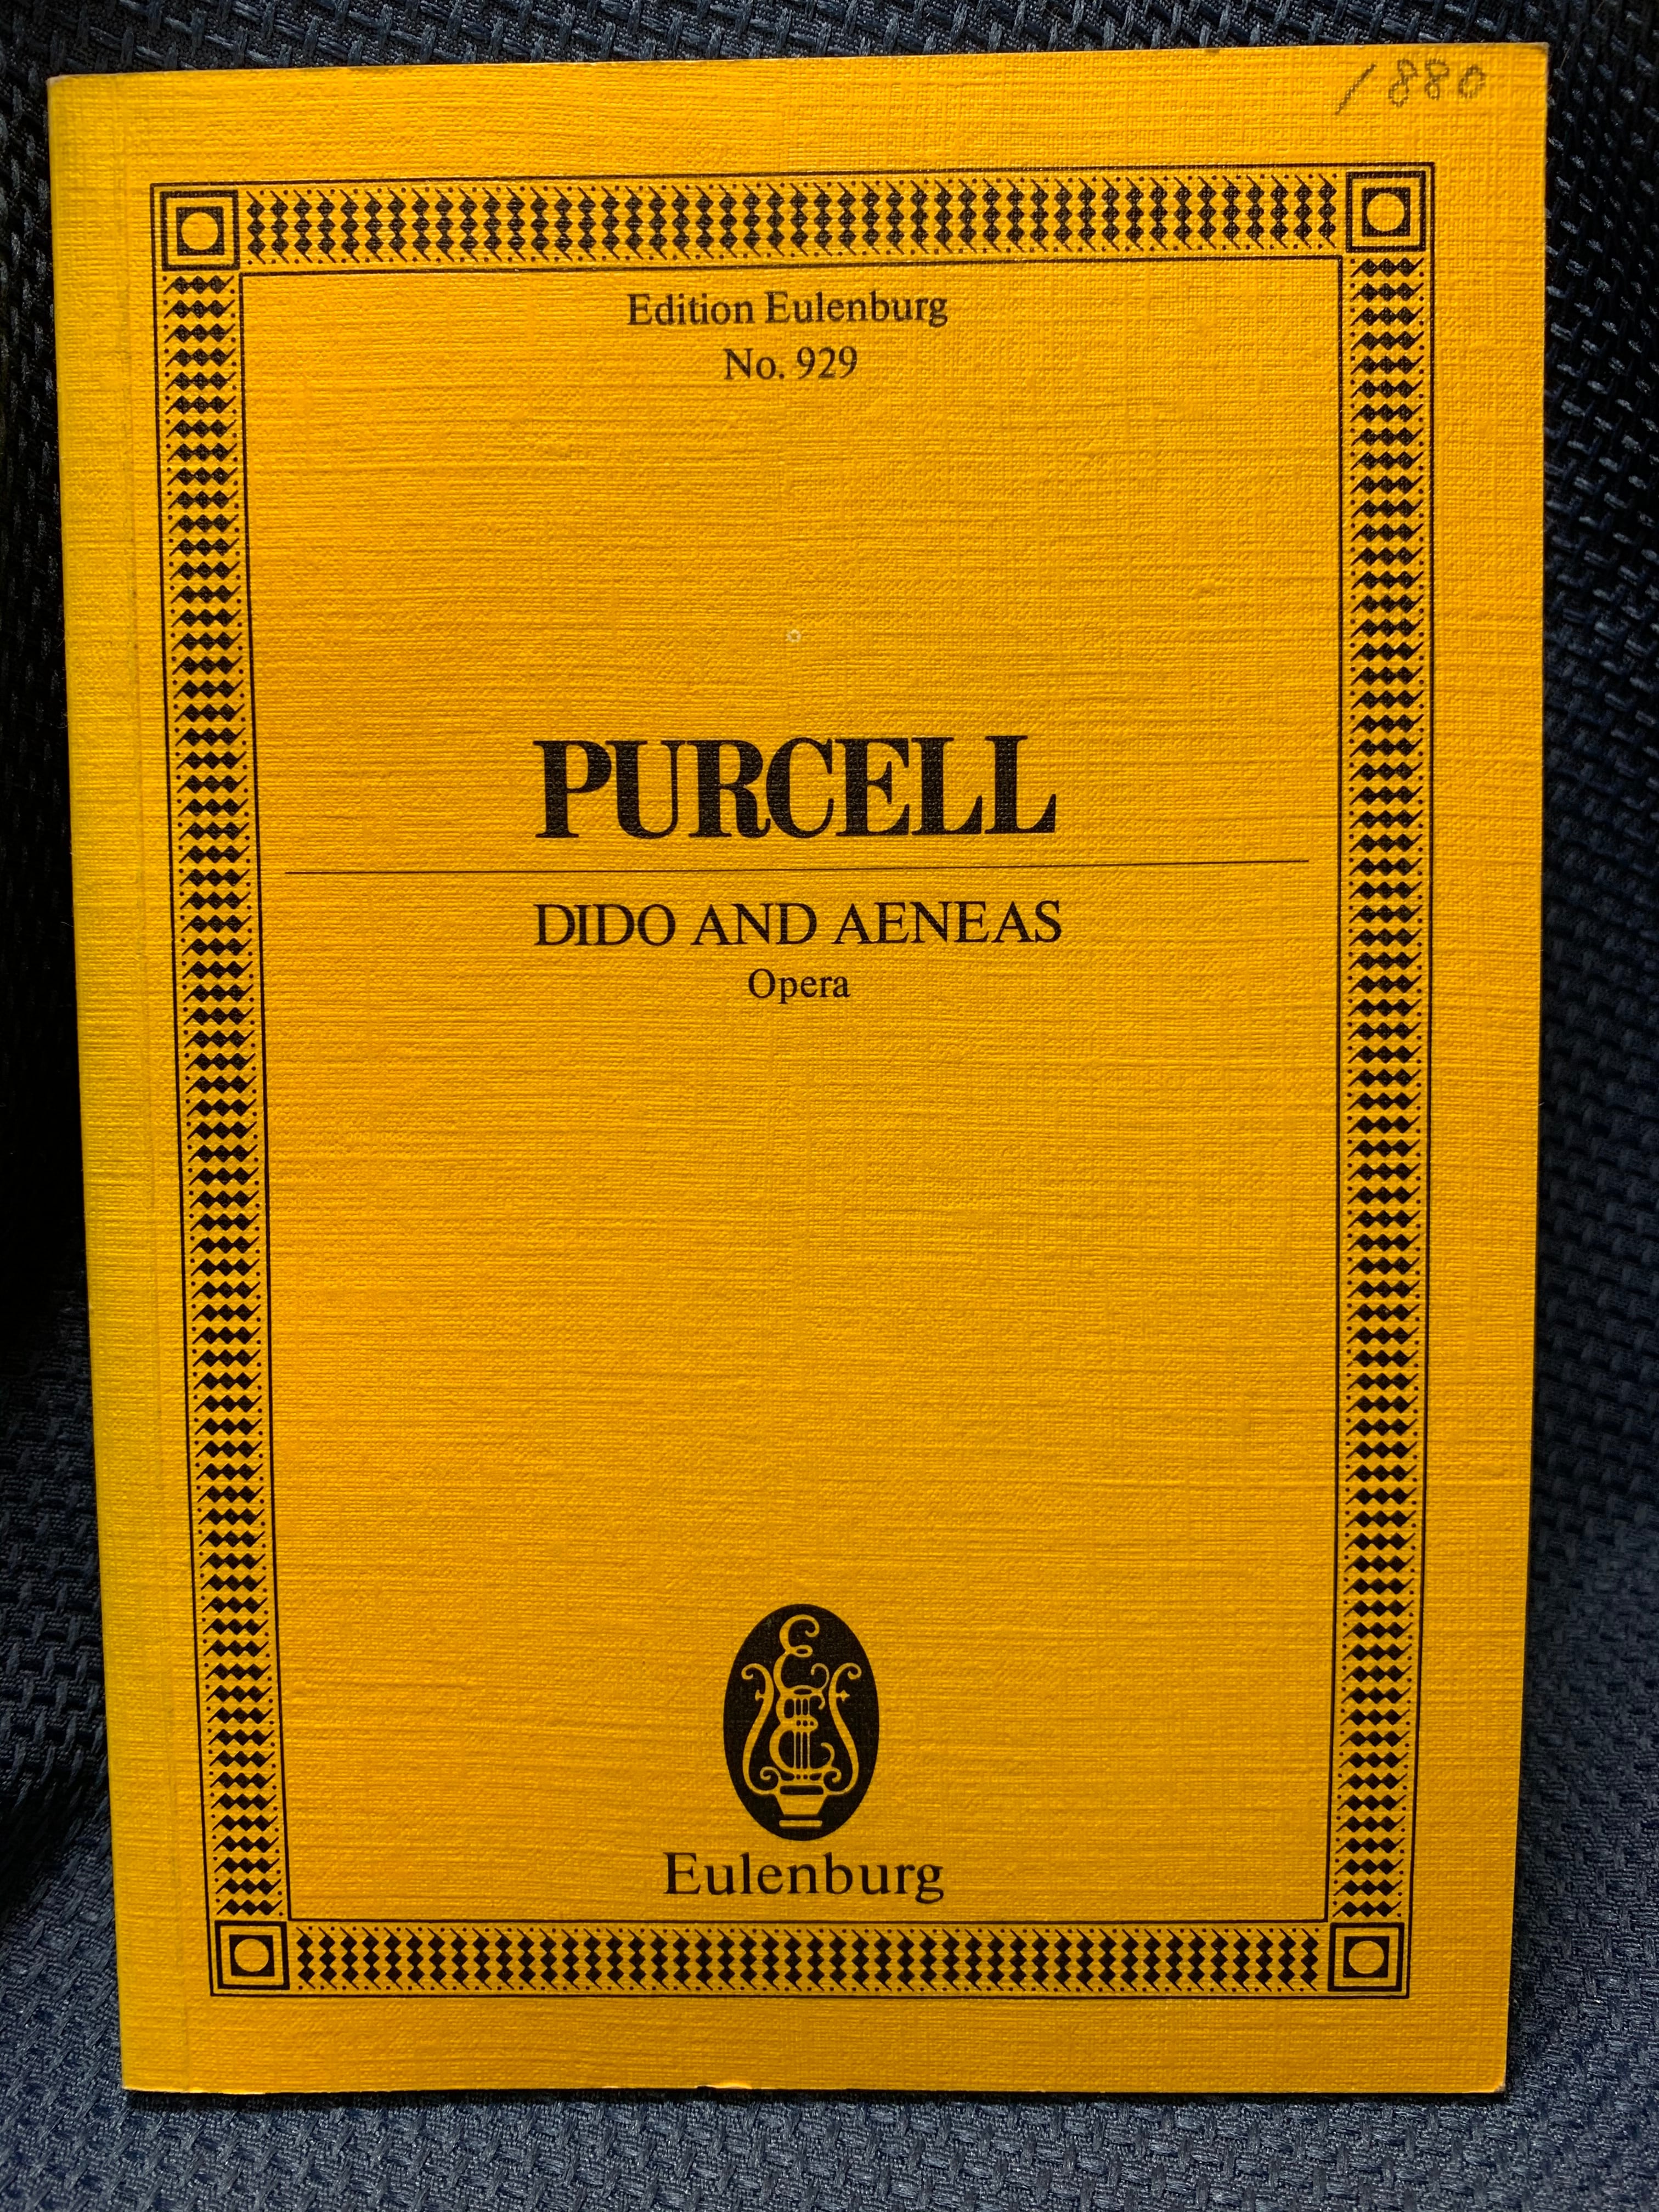 1880
Edition Eulenburg
No. 929
PURCELL
DIDO AND AENEAS
Opera
Eulenburg